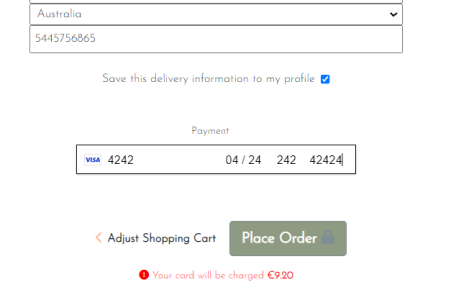 Australia
5445756865
Save this delivery information to my profile
Payment
VISA 4242 04 / 24 242 42424
Adjust Shopping Cart Place Order
Your card will be charged €9.20